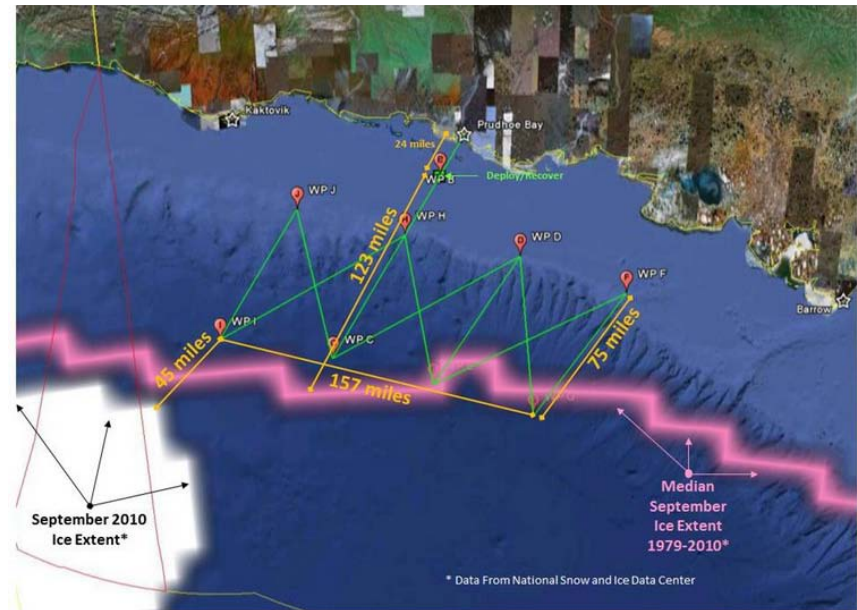 Kaktovik
Prudhoe Bay
24 miles
B
WP B
Deploy/Recover
J
WP J
H
WP H
123 miles
D
WP D
F
WP F
Barrow
I
WP I
WP C
45 miles
157 miles
75 miles
September 2010
Ice Extent*
Median
September
Ice Extent
1979-2010*
* Data From National Snow and Ice Data Center